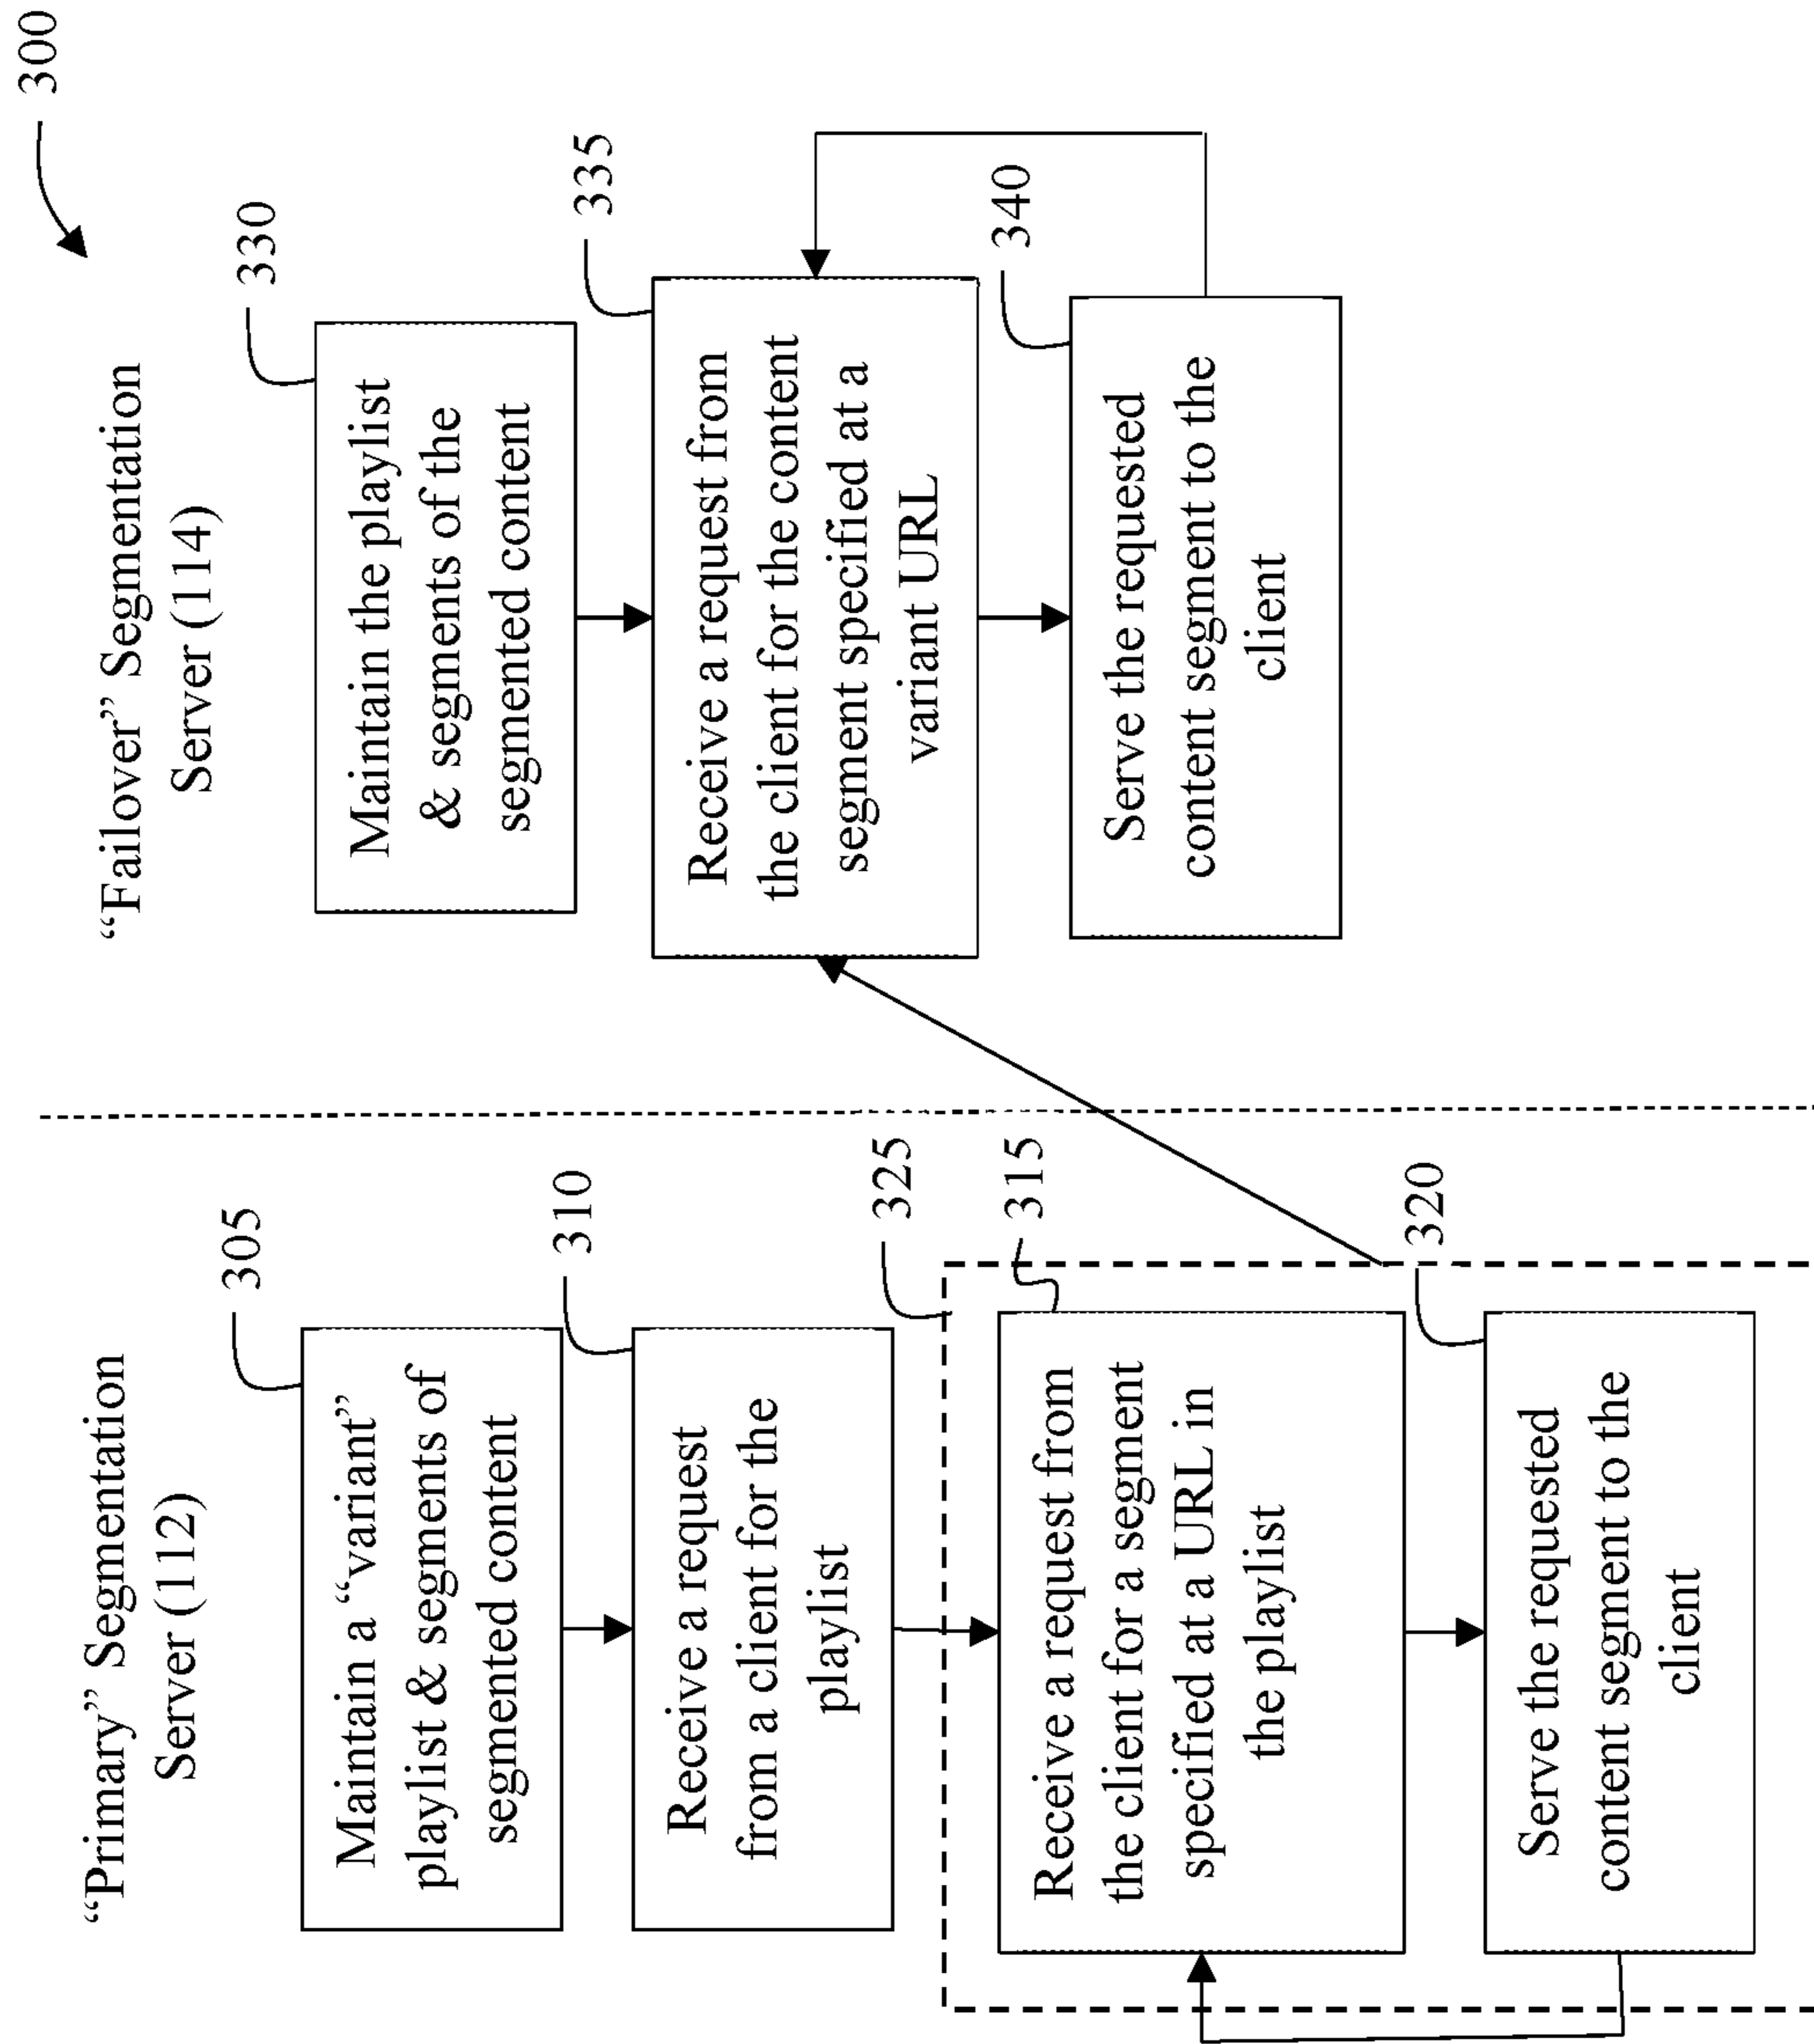 300
“Primary” Segmentation
Server (112)
305
Maintain a “variant”
playlist & segments of
segmented content
310
Receive a request
from a client for the
playlist
325
315
Receive a request from
the client for a segment
specified at a URL in
the playlist
320
Serve the requested
content segment to the
client
“Failover” Segmentation
Server (114)
330
Maintain the playlist
& segments of the
segmented content
335
Receive a request from
the client for the content
segment specified at a
variant URL
340
Serve the requested
content segment to the
client